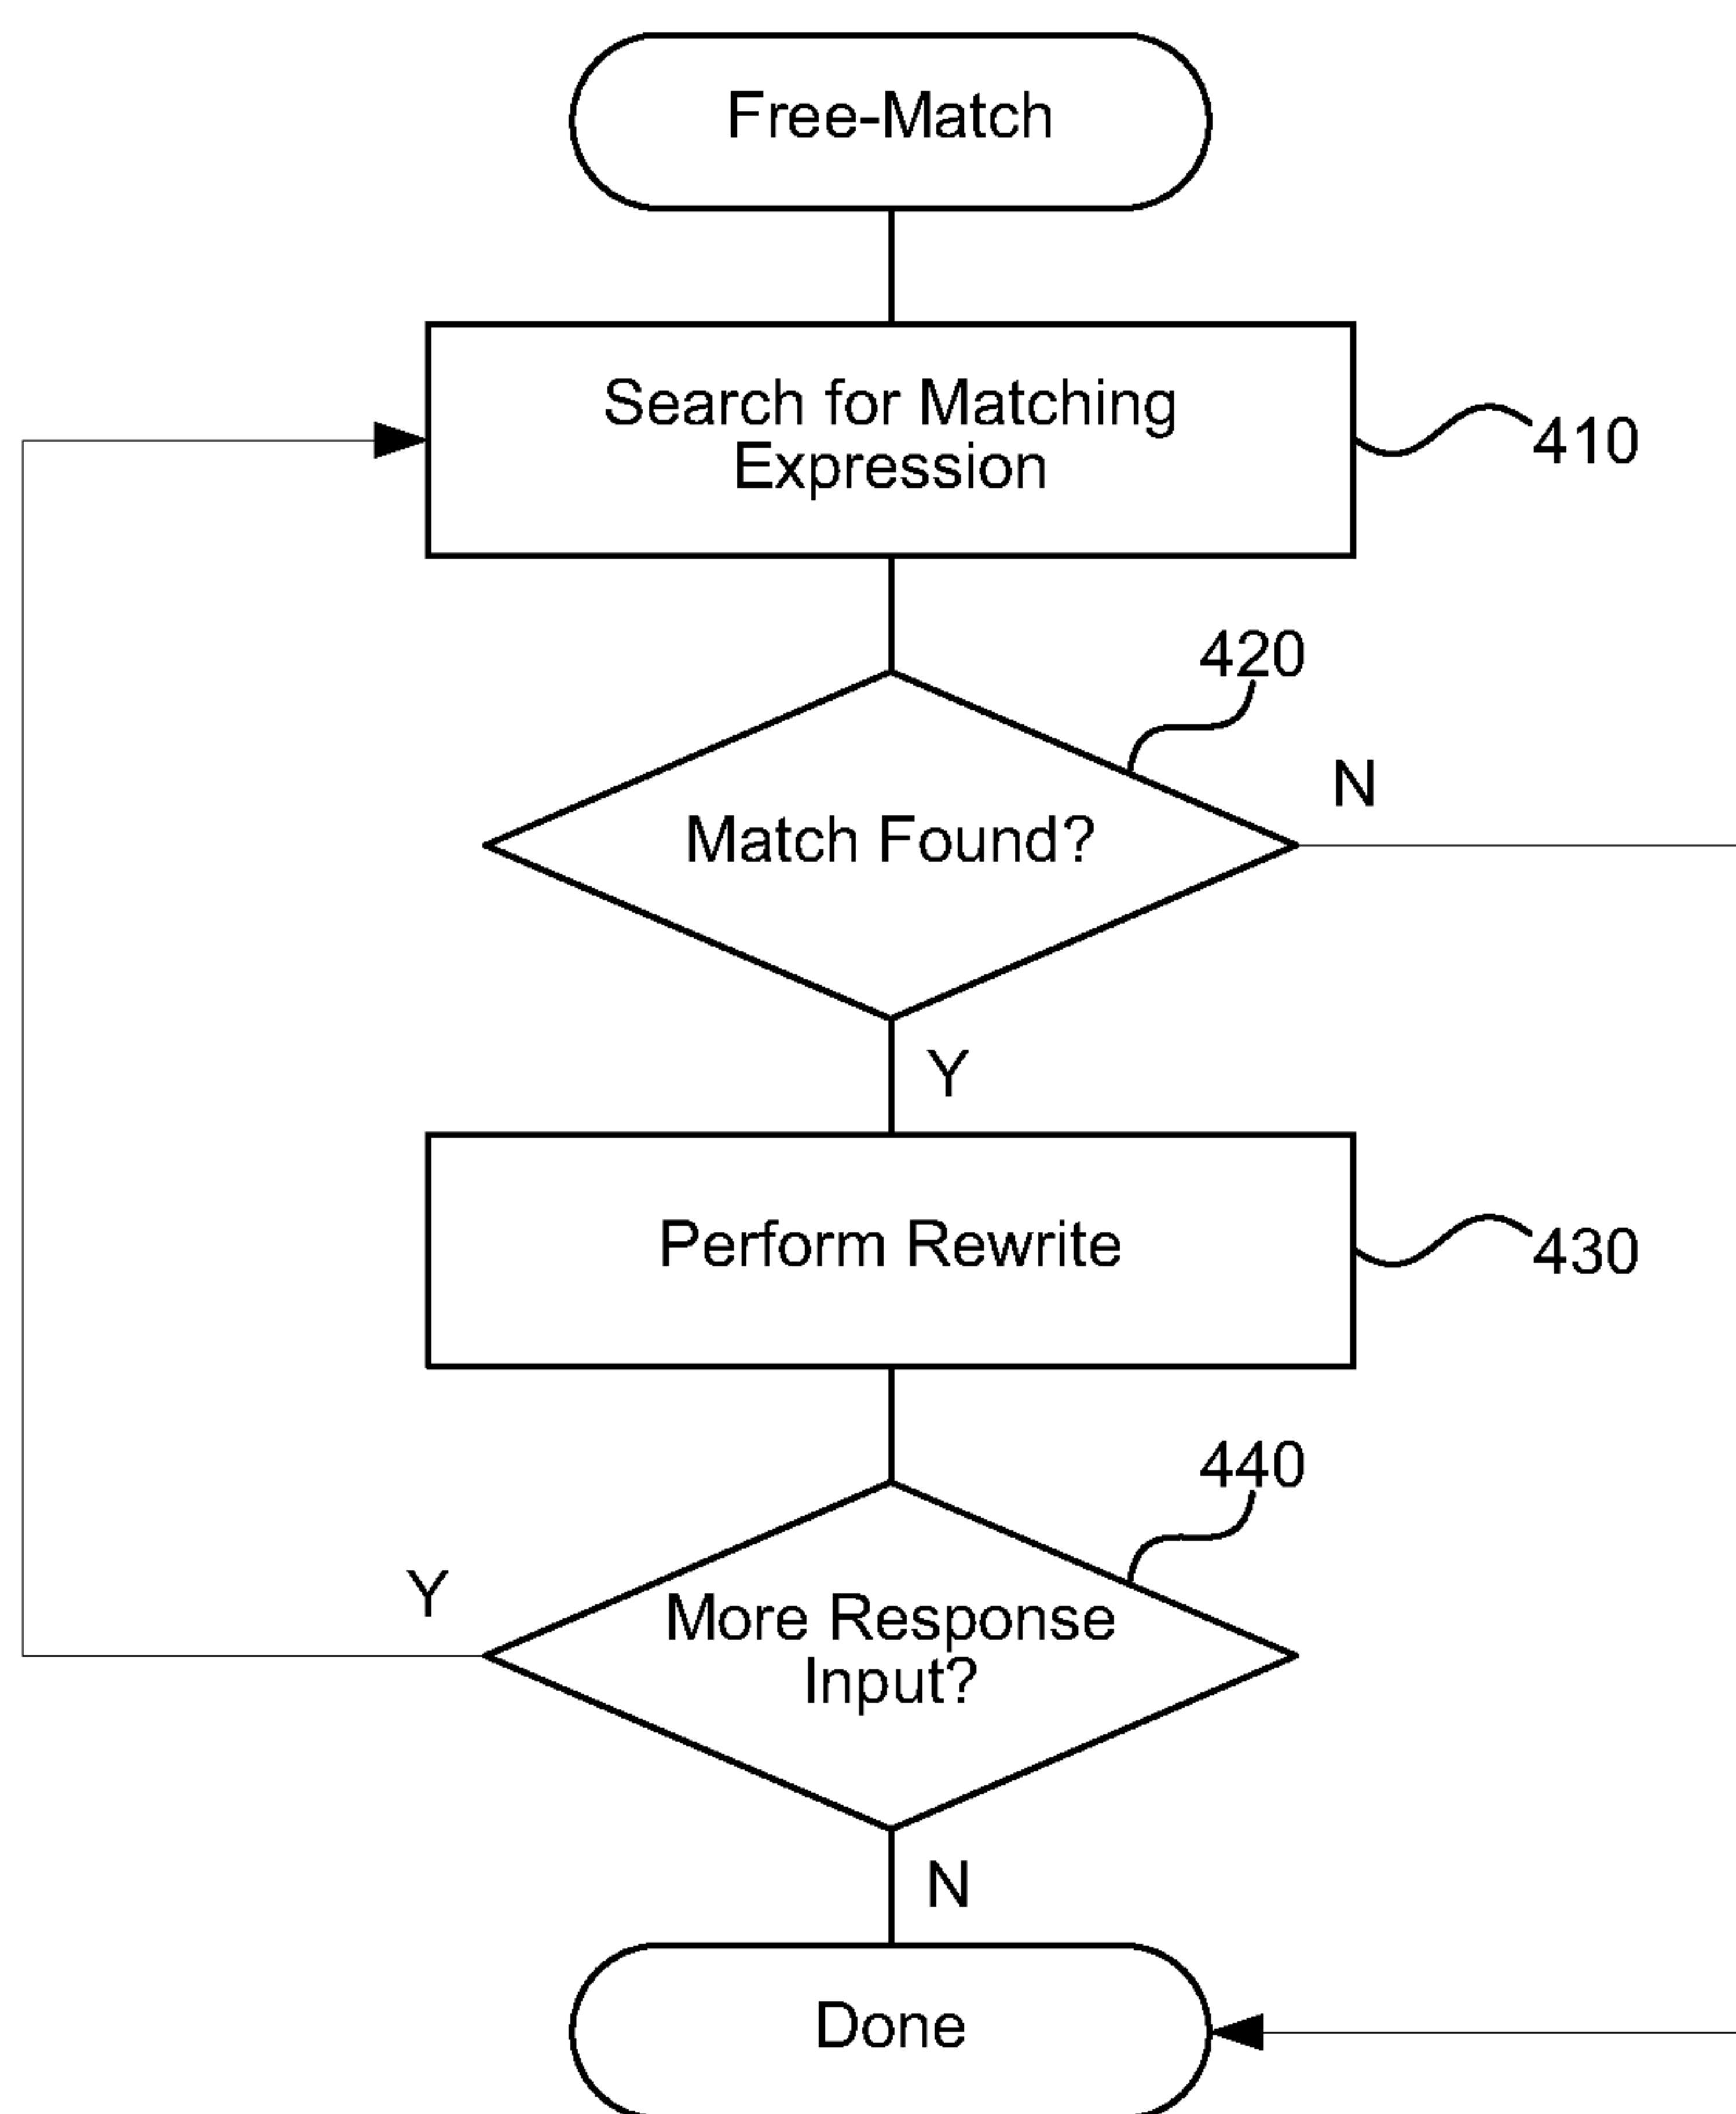 Free-Match
Search for Matching
Expression
410
420
N
Match Found?
Y
Perform Rewrite
430
440
Y
More Response
Input?
N
Done